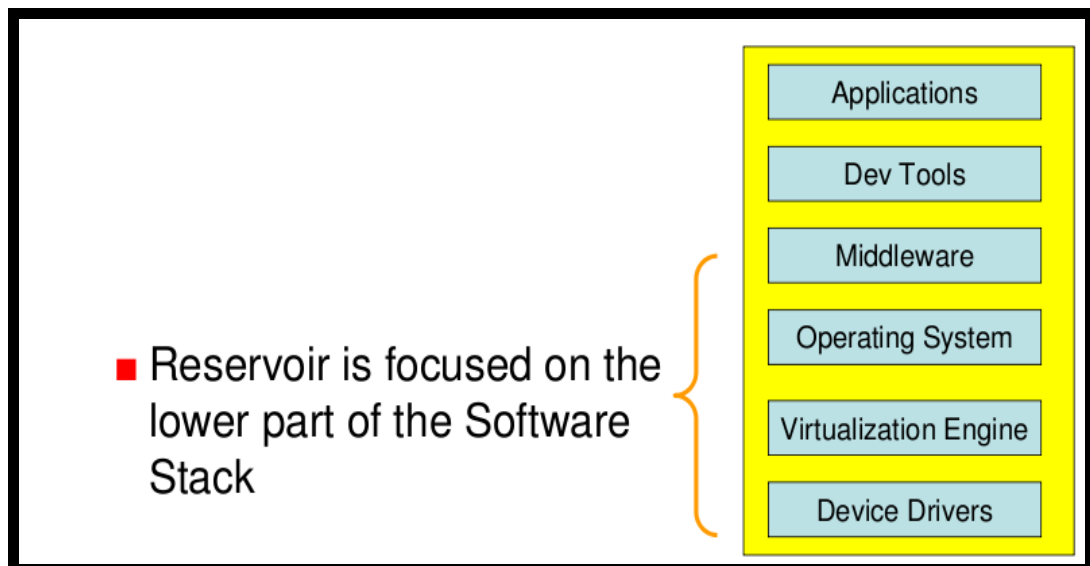 Applications
Dev Tools
Middleware
Operating System
Virtualization Engine
Device Drivers
■ Reservoir is focused on the
lower part of the Software
Stack